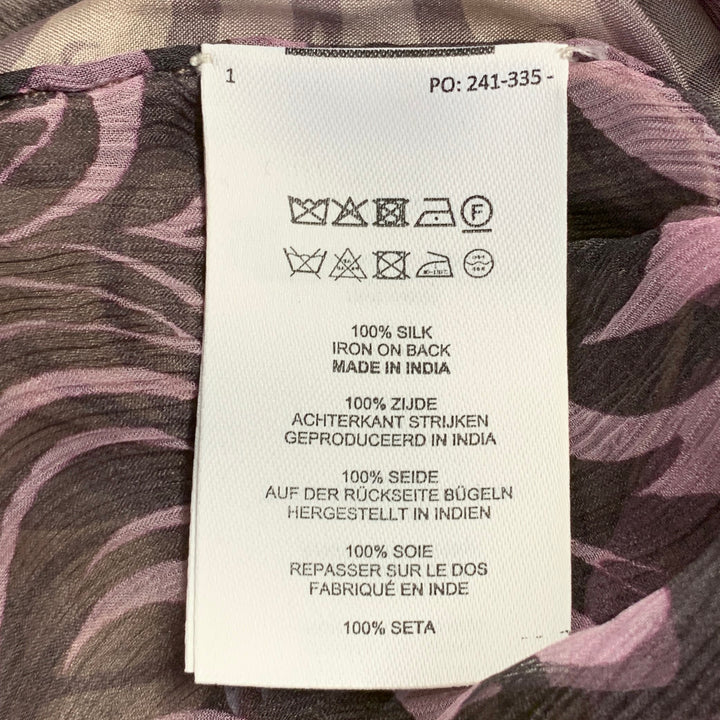 1
PO: 241-335 -
F
100% SILK
IRON ON BACK
MADE IN INDIA
100% ZIJDE
ACHTERKANT STRIJKEN
GEPRODUCEERD IN INDIA
100% SEIDE
AUF DER RÜCKSEITE BÜGELN
HERGESTELLT IN INDIEN
100% SOIE
REPASSER SUR LE DOS
FABRIQUÉ EN INDE
100% SETA